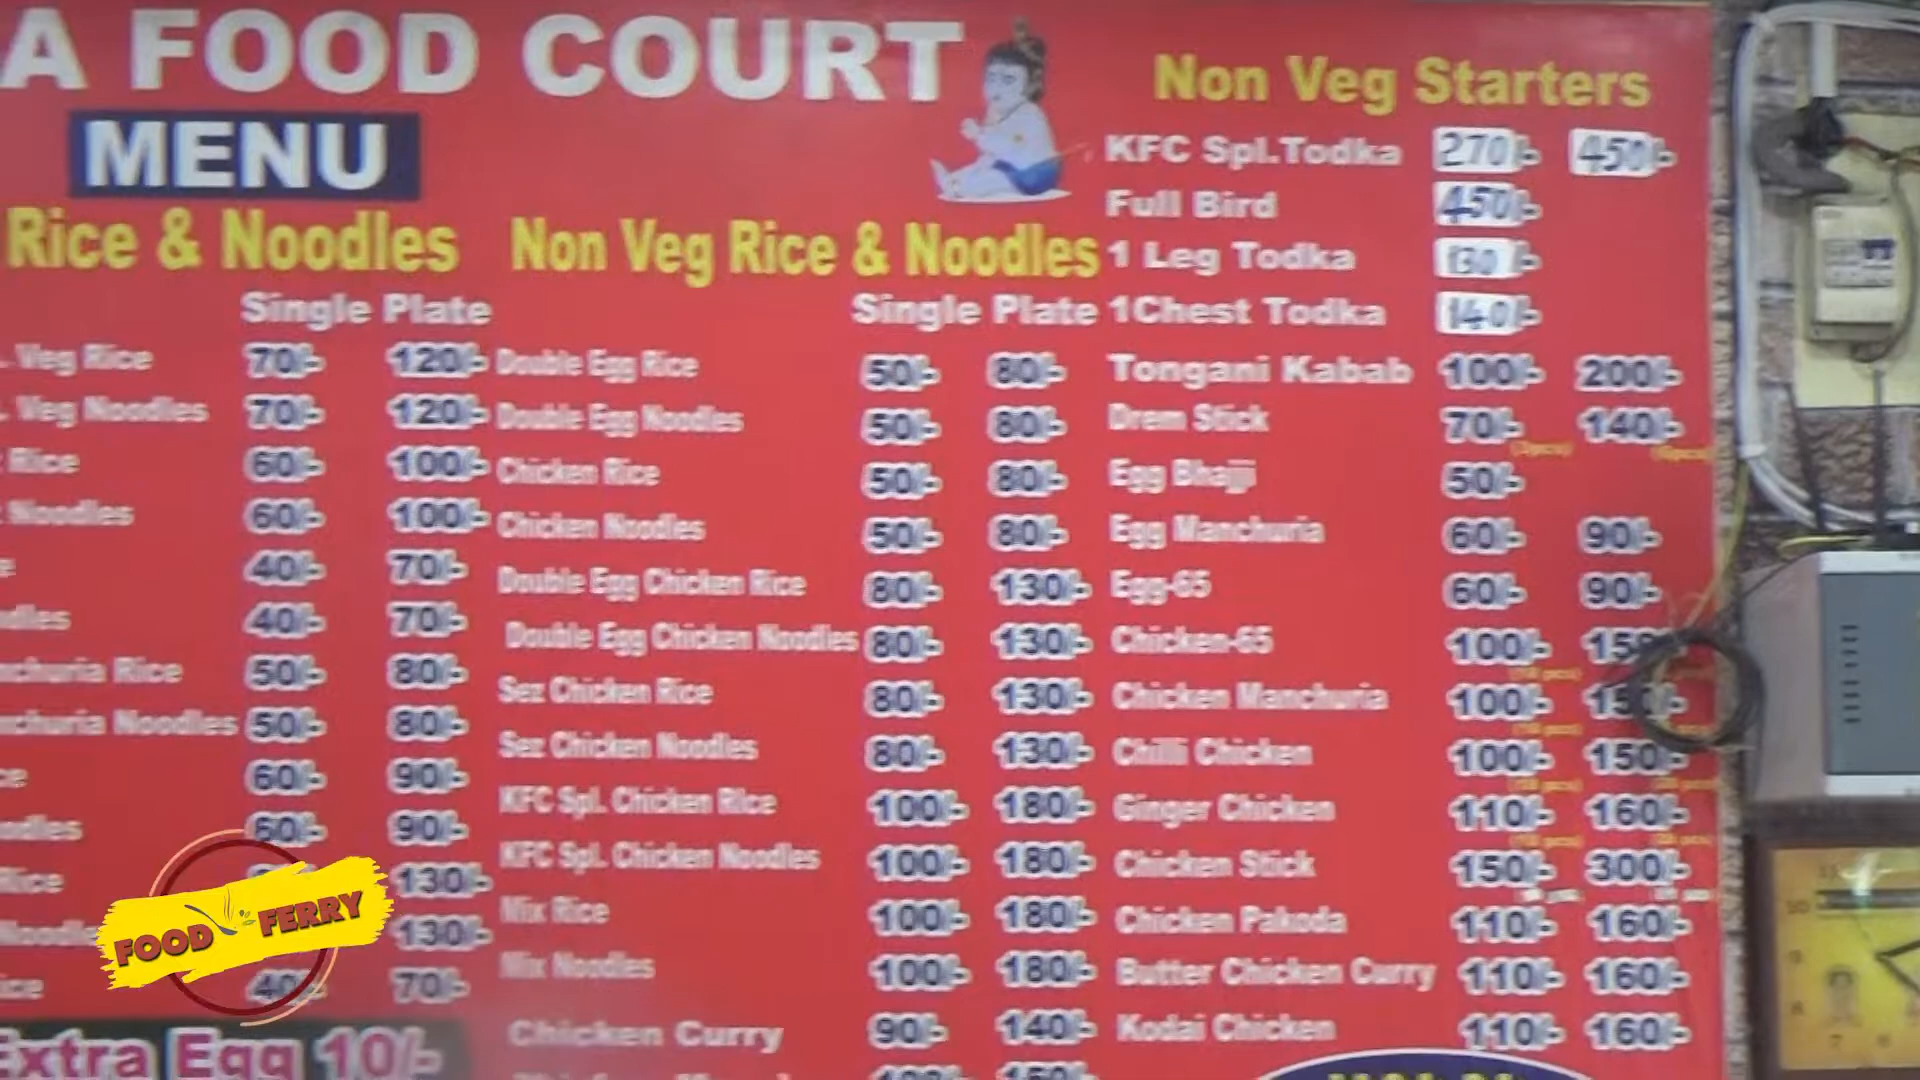 A FOOD COURT
MENU
Rice & Noodles
Single Plate
Veg Rice 70/- 120/-
Veg Noodles 70/- 120/-
Rice 60/- 100/-
Noodles 60/- 100/-
40/- 70/-
40/- 70/-
Rice 50/- 80/-
Noodles 50/- 80/-
60/- 90/-
60/- 90/-
Rice 130/-
130/-
40/- 70/-
Extra Egg 10/-
Non Veg Rice & Noodles
Single Plate
Double Egg Rice 50/- 80/-
Double Egg Noodles 50/- 80/-
Chicken Rice 50/- 80/-
Chicken Noodles 50/- 80/-
Double Egg Chicken Rice 80/- 130/-
Double Egg Chicken Noodles 80/- 130/-
Sez Chicken Rice 80/- 130/-
Sez Chicken Noodles 80/- 130/-
KFC Spl. Chicken Rice 100/- 180/-
KFC Spl. Chicken Noodles 100/- 180/-
Mix Rice 100/- 180/-
Mix Noodles 100/- 180/-
Chicken Curry 90/- 140/-
Non Veg Starters
KFC Spl.Todka 270/- 450/-
Full Bird 450/-
1 Leg Todka 130/-
1Chest Todka 140/-
Tongani Kabab 100/- 200/-
Drem Stick 70/- 140/-
Egg Bhajji 50/-
Egg Manchuria 60/- 90/-
Egg-65 60/- 90/-
Chicken-65 100/-
Chicken Manchuria 100/-
Chilli Chicken 100/- 150/-
Ginger Chicken 110/- 160/-
Chicken Stick 150/- 300/-
Chicken Pakoda 110/- 160/-
Butter Chicken Curry 110/- 160/-
Kodai Chicken 110/- 160/-
FOOD FERRY